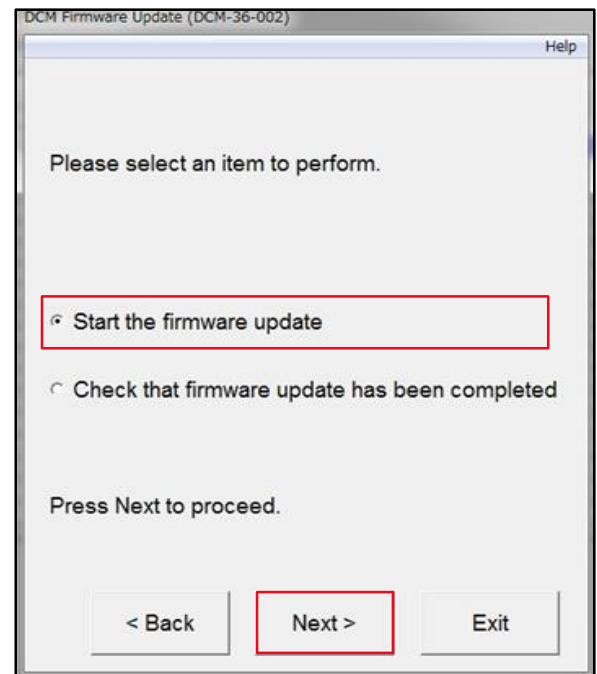 DCM Firmware Update (DCM-36-002)
Help
Please select an item to perform.
Start the firmware update
Check that firmware update has been completed
Press Next to proceed.
< Back Next > Exit